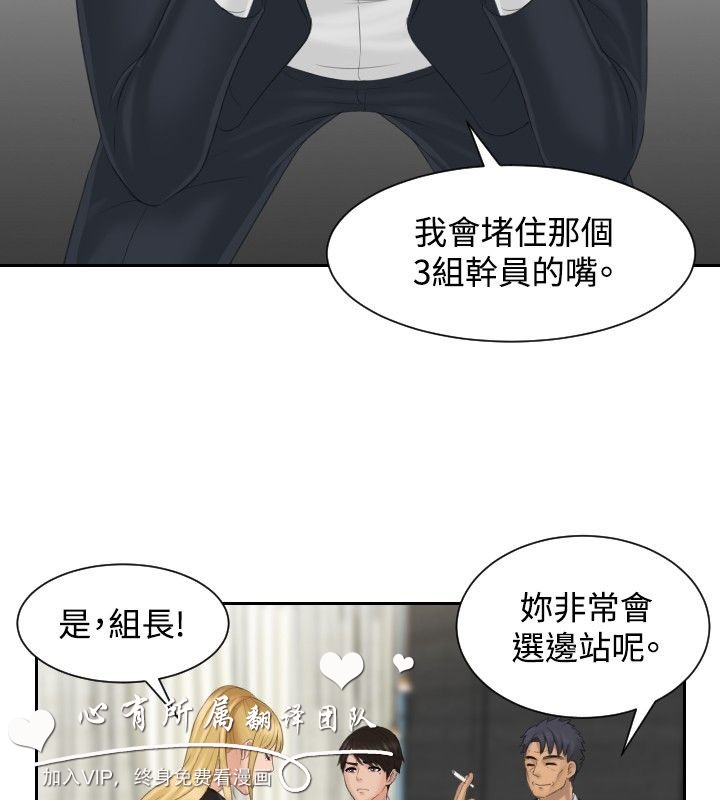 我會堵住那個
3組幹員的嘴。
是，組長!
妳非常會
選邊站呢。
心有所属翻译团队
加入VIP，终身免费看漫画